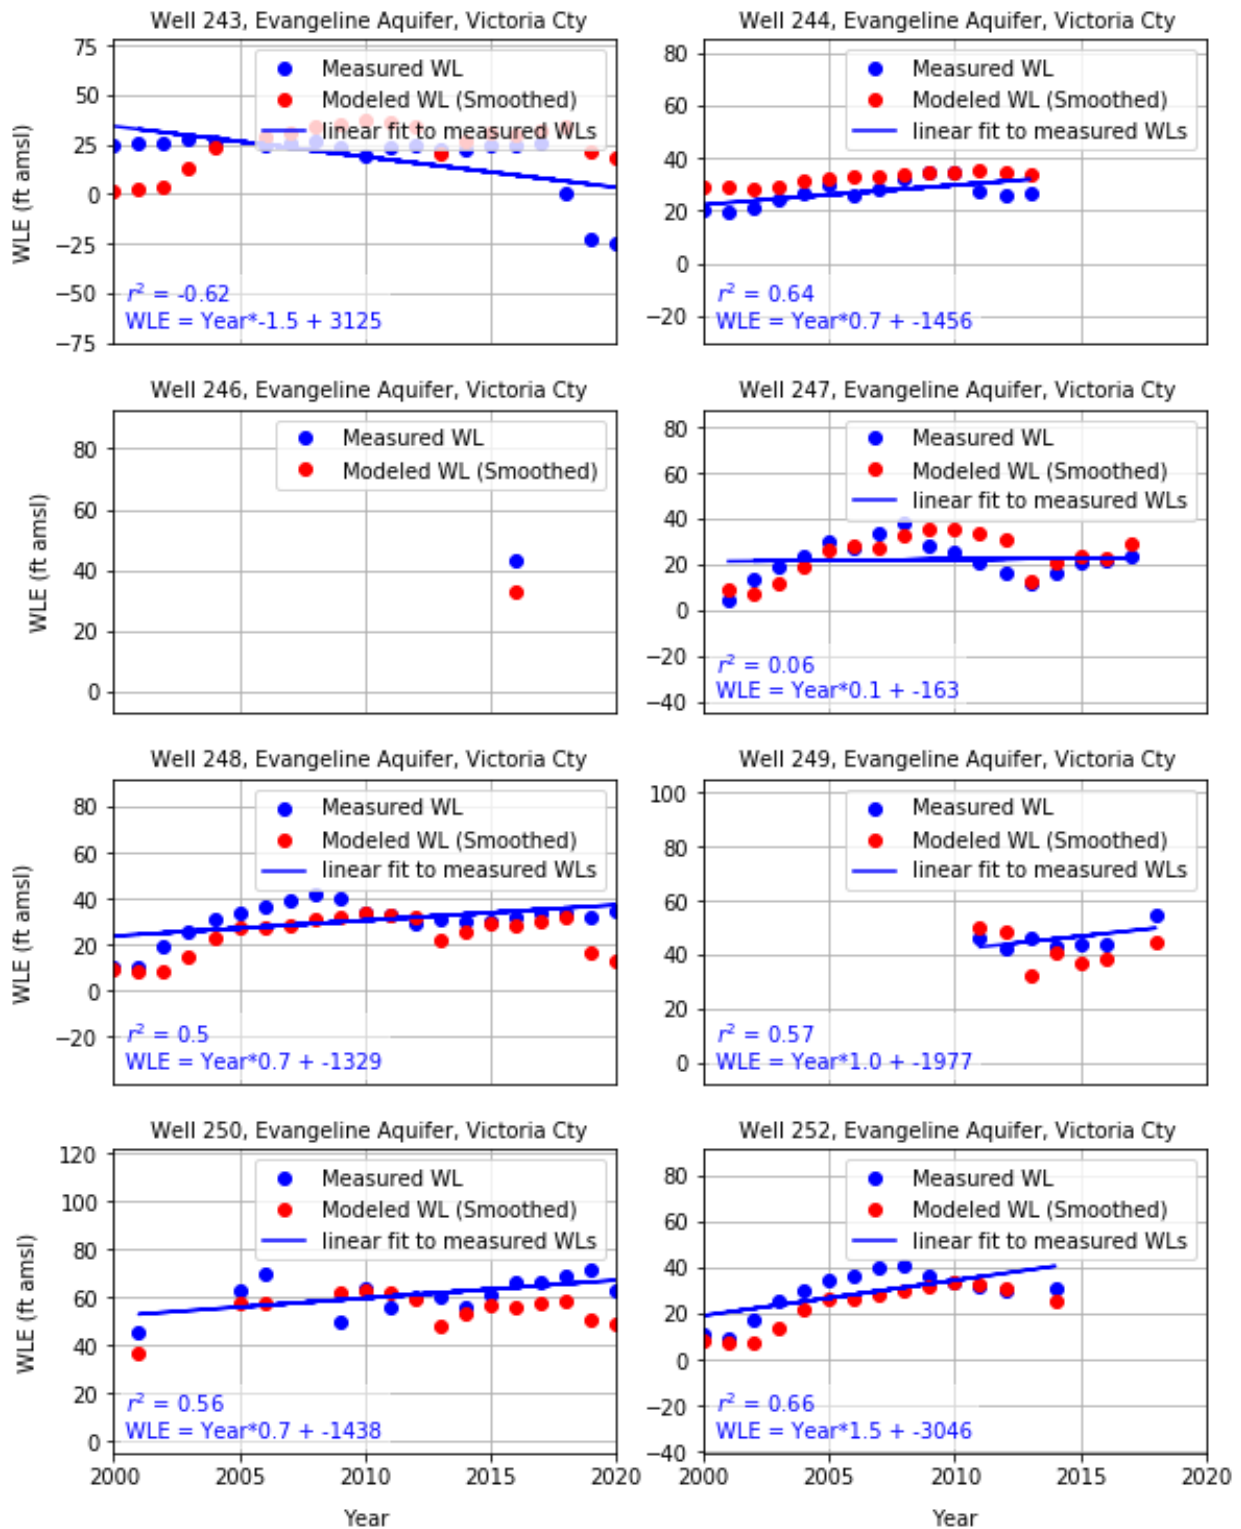 Well 243, Evangeline Aquifer, Victoria Cty
WLE (ft amsl)
75
50
25
0
−25
−50
−75
Measured WL
Modeled WL (Smoothed)
linear fit to measured WLs
r² = -0.62
WLE = Year*-1.5 + 3125
Well 244, Evangeline Aquifer, Victoria Cty
80
60
40
20
0
−20
Measured WL
Modeled WL (Smoothed)
linear fit to measured WLs
r² = 0.64
WLE = Year*0.7 + -1456
Well 246, Evangeline Aquifer, Victoria Cty
WLE (ft amsl)
80
60
40
20
0
Measured WL
Modeled WL (Smoothed)
Well 247, Evangeline Aquifer, Victoria Cty
80
60
40
20
0
−20
−40
Measured WL
Modeled WL (Smoothed)
linear fit to measured WLs
r² = 0.06
WLE = Year*0.1 + -163
Well 248, Evangeline Aquifer, Victoria Cty
WLE (ft amsl)
80
60
40
20
0
−20
Measured WL
Modeled WL (Smoothed)
linear fit to measured WLs
r² = 0.5
WLE = Year*0.7 + -1329
Well 249, Evangeline Aquifer, Victoria Cty
100
80
60
40
20
0
Measured WL
Modeled WL (Smoothed)
linear fit to measured WLs
r² = 0.57
WLE = Year*1.0 + -1977
Well 250, Evangeline Aquifer, Victoria Cty
WLE (ft amsl)
120
100
80
60
40
20
0
Measured WL
Modeled WL (Smoothed)
linear fit to measured WLs
r² = 0.56
WLE = Year*0.7 + -1438
2000 2005 2010 2015 2020
Year
Well 252, Evangeline Aquifer, Victoria Cty
80
60
40
20
0
−20
−40
Measured WL
Modeled WL (Smoothed)
linear fit to measured WLs
r² = 0.66
WLE = Year*1.5 + -3046
2000 2005 2010 2015 2020
Year